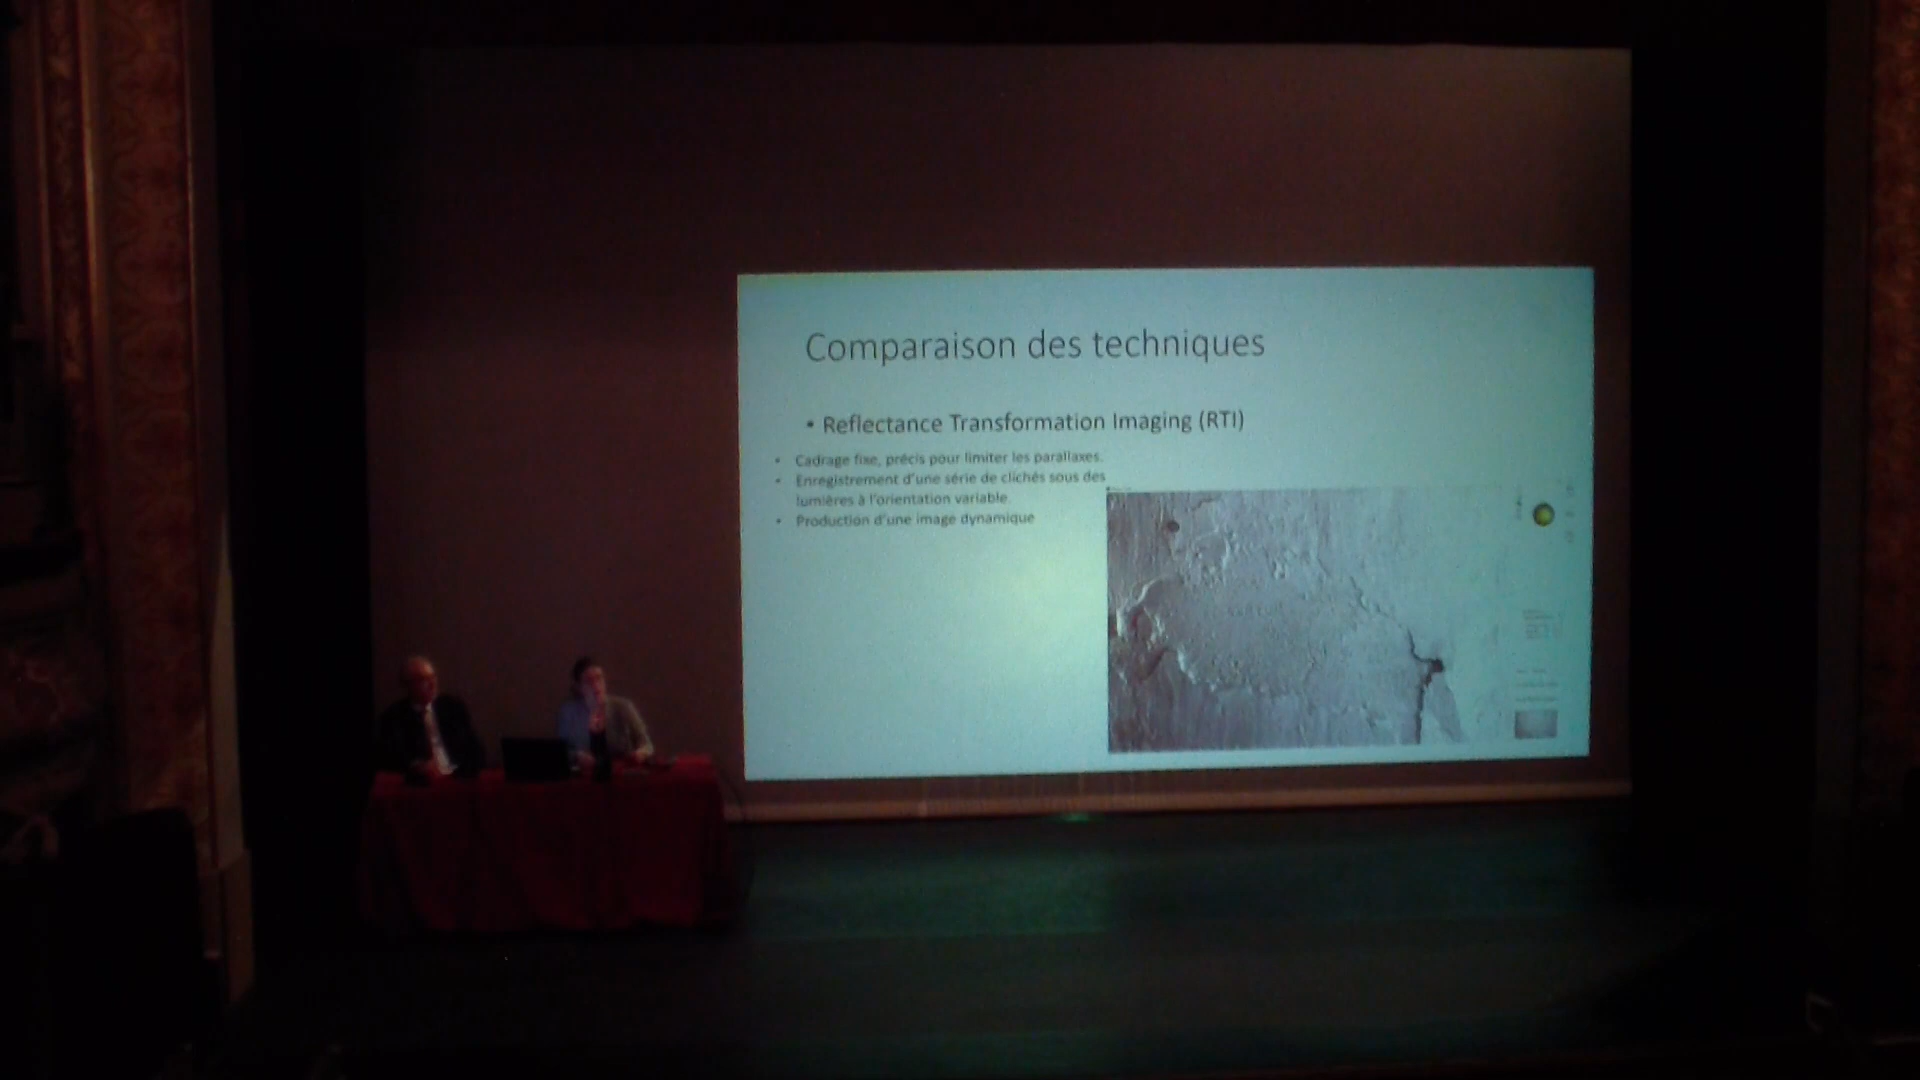 Comparaison des techniques
• Reflectance Transformation Imaging (RTI)
• Cadrage fixe, précis pour limiter les parallaxes.
• Enregistrement d'une série de clichés sous des
lumières à l'orientation variable.
• Production d'une image dynamique